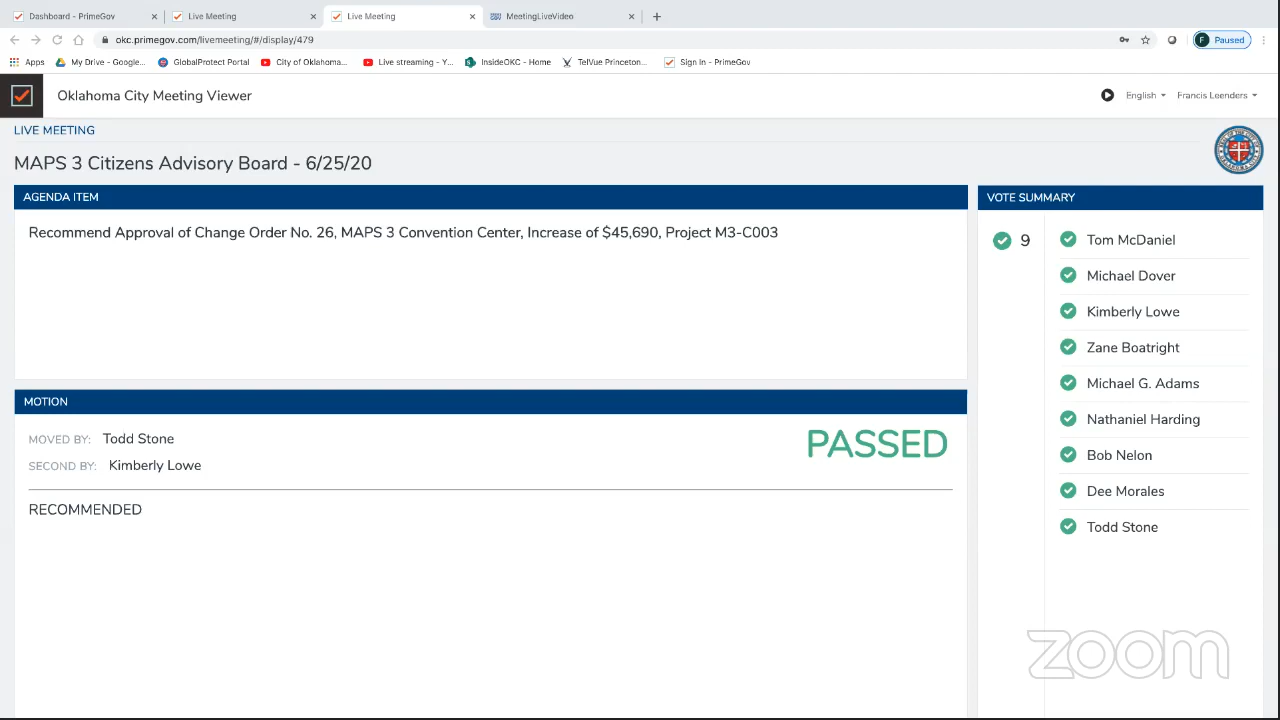 Dashboard - PrimeGov
Live Meeting
Live Meeting
MeetingLiveVideo
okc.primegov.com/livemeeting/#/display/479
F Paused
Apps
My Drive - Google...
GlobalProtect Portal
City of Oklahoma...
Live streaming - Y...
InsideOKC - Home
TelVue Princeton...
Sign In - PrimeGov
Oklahoma City Meeting Viewer
English
Francis Leenders
LIVE MEETING
MAPS 3 Citizens Advisory Board - 6/25/20
AGENDA ITEM
Recommend Approval of Change Order No. 26, MAPS 3 Convention Center, Increase of $45,690, Project M3-C003
MOTION
MOVED BY: Todd Stone
SECOND BY: Kimberly Lowe
PASSED
RECOMMENDED
VOTE SUMMARY
9
Tom McDaniel
Michael Dover
Kimberly Lowe
Zane Boatright
Michael G. Adams
Nathaniel Harding
Bob Nelon
Dee Morales
Todd Stone
zoom